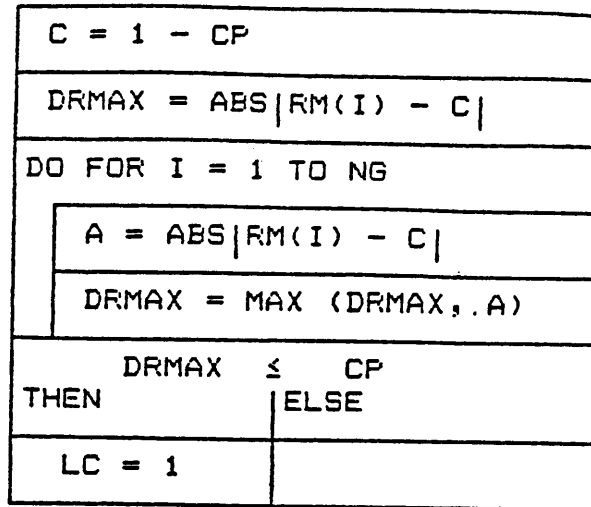 C = 1 - CP
DRMAX = ABS|RM(I) - C|
DO FOR I = 1 TO NG
A = ABS|RM(I) - C|
DRMAX = MAX (DRMAX, .A)
DRMAX ≤ CP
THEN ELSE
LC = 1